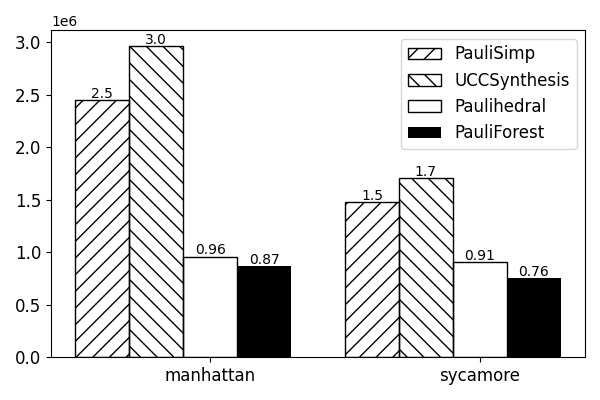 1e6
3.0
2.5
2.0
1.5
1.0
0.5
0.0
2.5
3.0
0.96
0.87
1.5
1.7
0.91
0.76
manhattan
sycamore
PauliSimp
UCCSynthesis
Paulihedral
PauliForest